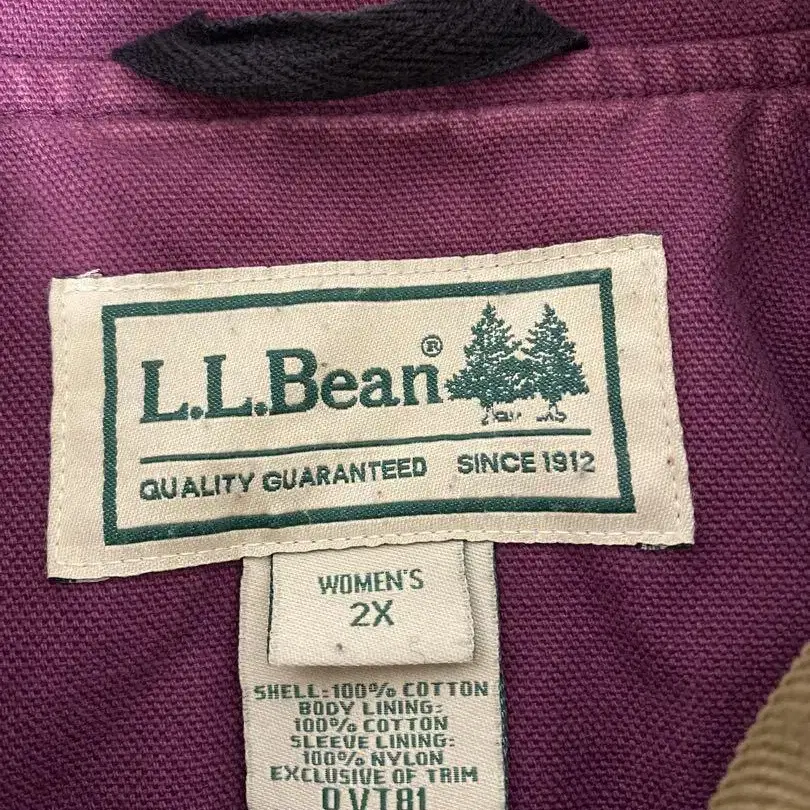 L.L.Bean®
QUALITY GUARANTEED SINCE 1912
WOMEN'S
2X
SHELL:100% COTTON
BODY LINING:
100% COTTON
SLEEVE LINING:
100% NYLON
EXCLUSIVE OF TRIM
0VT81